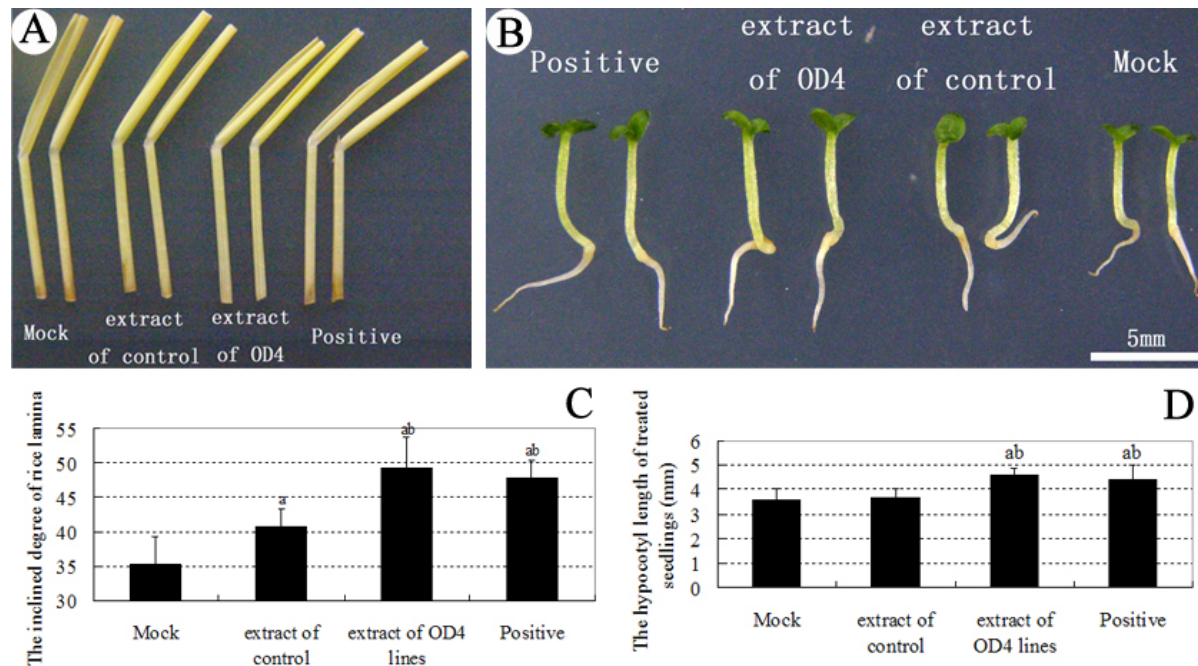 A
Mock
extract
of control
extract
of OD4
Positive
B
Positive
extract
of OD4
extract
of control
Mock
5mm
C
The inclined degree of rice lamina
55
50
45
40
35
30
a
ab
ab
Mock
extract of
control
extract of OD4
lines
Positive
D
The hypocotyl length of treated
seedlings (mm)
6
5
4
3
2
1
0
ab
ab
Mock
extract of
control
extract of
OD4 lines
Positive